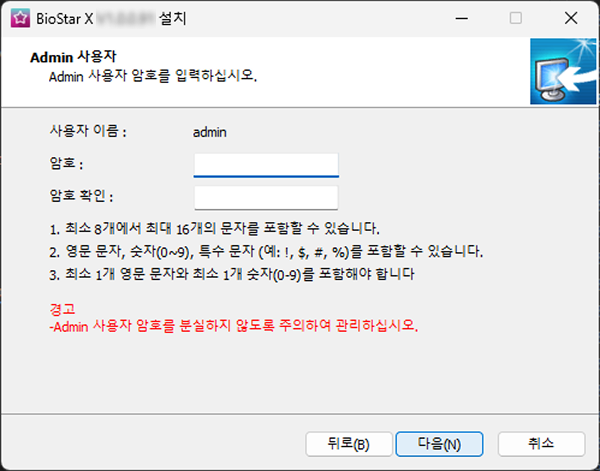 BioStar X 설치
Admin 사용자
Admin 사용자 암호를 입력하십시오.
사용자 이름 : admin
암호 :
암호 확인 :
1. 최소 8개에서 최대 16개의 문자를 포함할 수 있습니다.
2. 영문 문자, 숫자(0~9), 특수 문자 (예: !, $, #, %)를 포함할 수 있습니다.
3. 최소 1개 영문 문자와 최소 1개 숫자(0-9)를 포함해야 합니다
경고
-Admin 사용자 암호를 분실하지 않도록 주의하여 관리하십시오.
뒤로(B) 다음(N) 취소